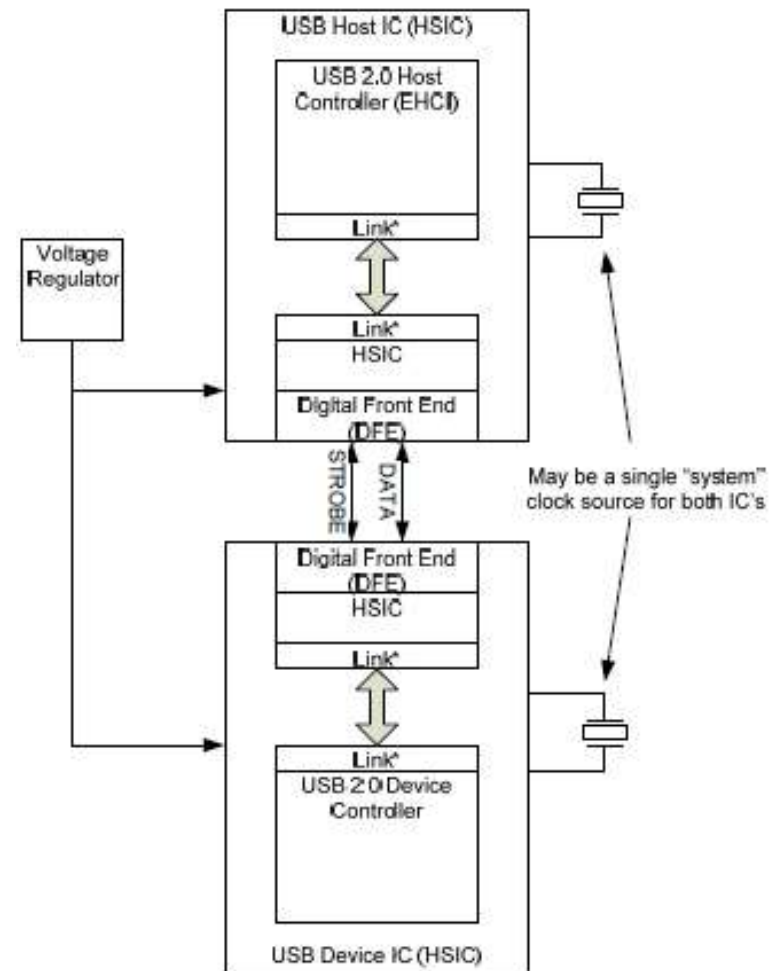 USB Host IC (HSIC)
USB 2.0 Host
Controller (EHCI)
Link*
Voltage
Regulator
Link*
HSIC
Digital Front End
(DFE)
STROBE
DATA
May be a single "system"
clock source for both IC's
Digital Front End
(DFE)
HSIC
Link*
Link*
USB 2.0 Device
Controller
USB Device IC (HSIC)